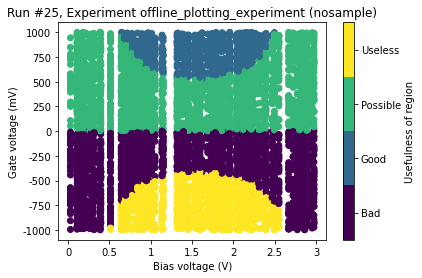 Run #25, Experiment offline_plotting_experiment (nosample)
1000
750
500
250
0
-250
-500
-750
-1000
Gate voltage (mV)
0
0.5
1
1.5
2
2.5
3
Bias voltage (V)
Useless
Possible
Good
Bad
Usefulness of region